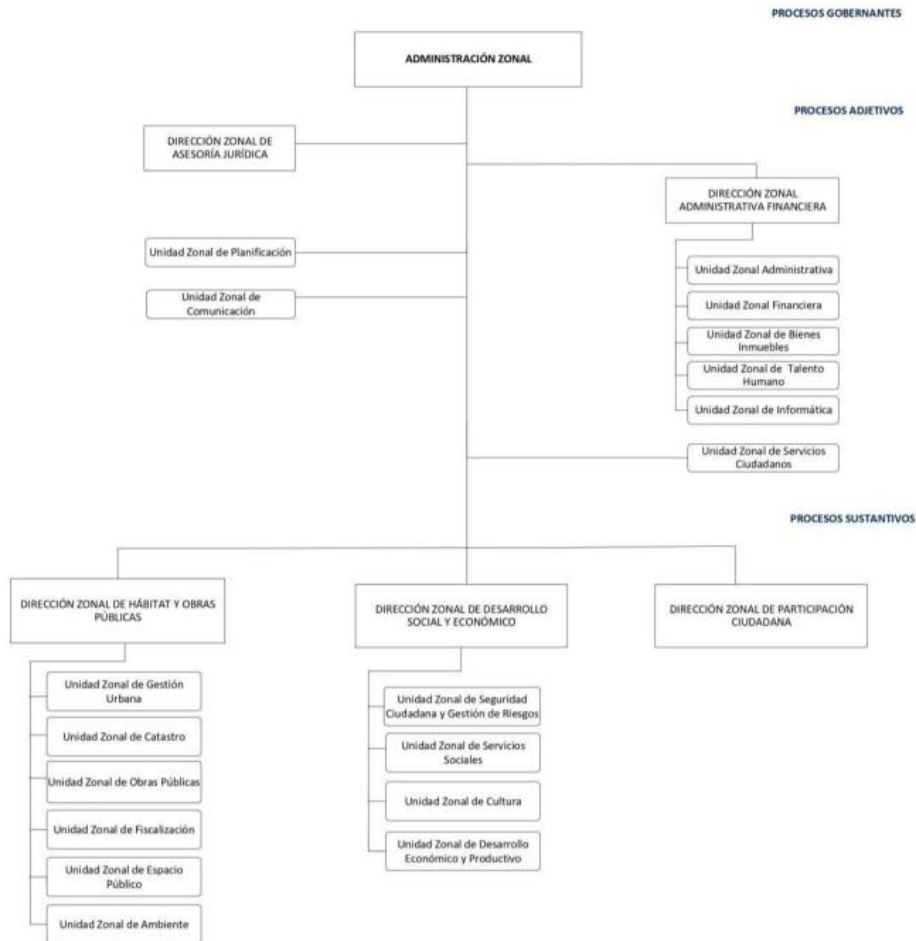 PROCESOS GOBERNANTES
ADMINISTRACIÓN ZONAL
PROCESOS ADJETIVOS
DIRECCIÓN ZONAL DE
ASESORÍA JURÍDICA
DIRECCIÓN ZONAL
ADMINISTRATIVA FINANCIERA
Unidad Zonal de Planificación
Unidad Zonal de
Comunicación
Unidad Zonal Administrativa
Unidad Zonal Financiera
Unidad Zonal de Bienes
Inmuebles
Unidad Zonal de Talento
Humano
Unidad Zonal de Informática
Unidad Zonal de Servicios
Ciudadanos
PROCESOS SUSTANTIVOS
DIRECCIÓN ZONAL DE HÁBITAT Y OBRAS
PÚBLICAS
Unidad Zonal de Gestión
Urbana
Unidad Zonal de Catastro
Unidad Zonal de Obras Públicas
Unidad Zonal de Fiscalización
Unidad Zonal de Espacio
Público
Unidad Zonal de Ambiente
DIRECCIÓN ZONAL DE DESARROLLO
SOCIAL Y ECONÓMICO
Unidad Zonal de Seguridad
Ciudadana y Gestión de Riesgos
Unidad Zonal de Servicios
Sociales
Unidad Zonal de Cultura
Unidad Zonal de Desarrollo
Económico y Productivo
DIRECCIÓN ZONAL DE PARTICIPACIÓN
CIUDADANA